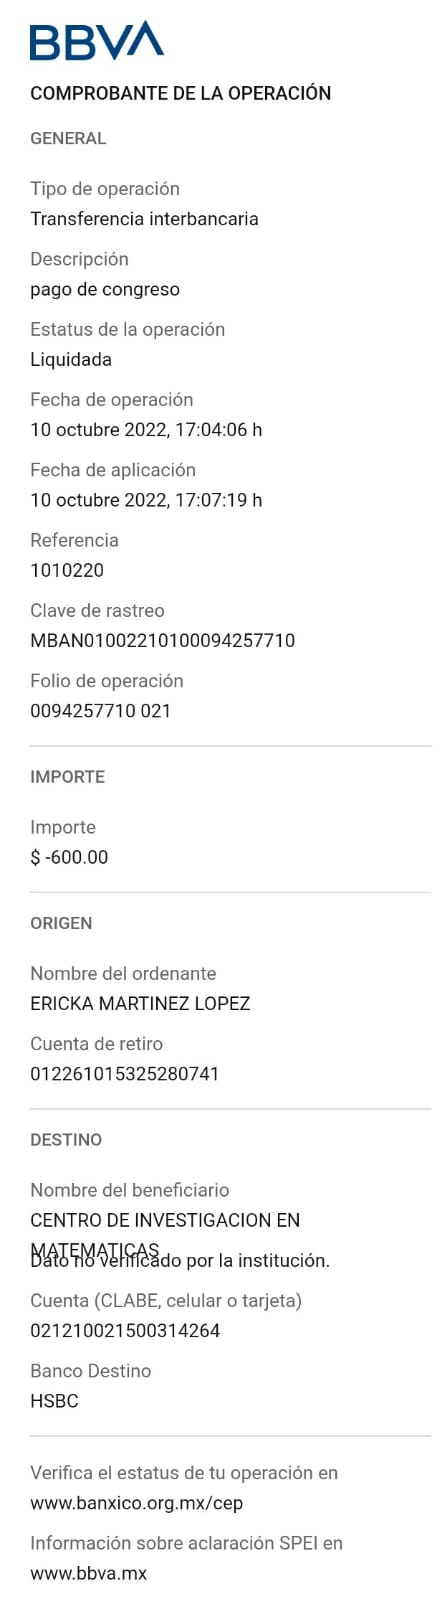 BBVA
COMPROBANTE DE LA OPERACIÓN
GENERAL
Tipo de operación
Transferencia interbancaria
Descripción
pago de congreso
Estatus de la operación
Liquidada
Fecha de operación
10 octubre 2022, 17:04:06 h
Fecha de aplicación
10 octubre 2022, 17:07:19 h
Referencia
1010220
Clave de rastreo
MBAN01002210100094257710
Folio de operación
0094257710 021
IMPORTE
Importe
$ -600.00
ORIGEN
Nombre del ordenante
ERICKA MARTINEZ LOPEZ
Cuenta de retiro
012261015325280741
DESTINO
Nombre del beneficiario
CENTRO DE INVESTIGACION EN
MATEMATICAS
Dato no verificado por la institución.
Cuenta (CLABE, celular o tarjeta)
021210021500314264
Banco Destino
HSBC
Verifica el estatus de tu operación en
www.banxico.org.mx/cep
Información sobre aclaración SPEI en
www.bbva.mx